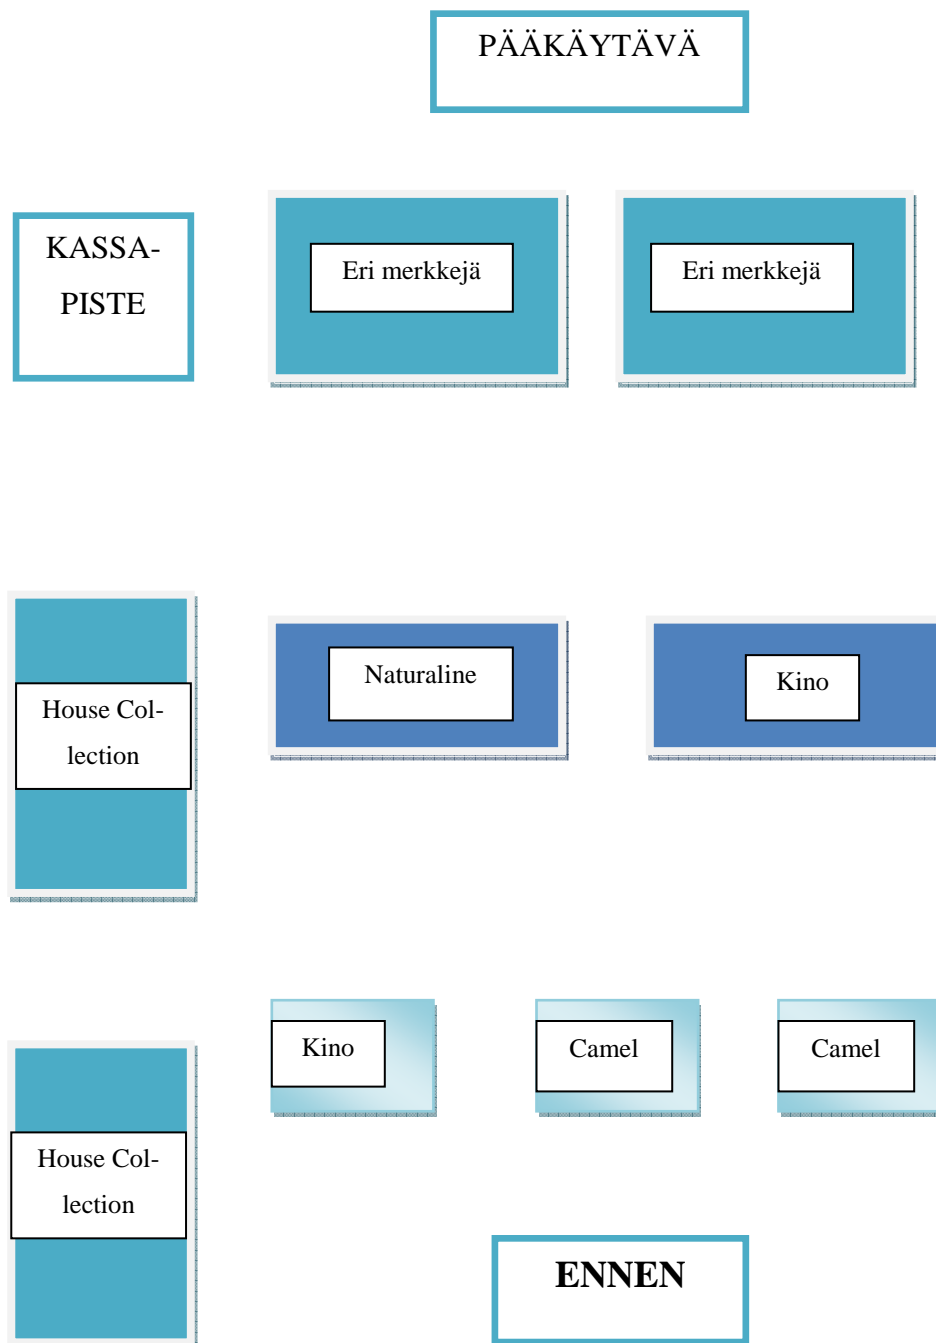 PÄÄKÄYTÄVÄ
KASSA-
PISTE
Eri merkkejä
Eri merkkejä
House Col-
lection
Naturaline
Kino
Kino
Camel
Camel
House Col-
lection
ENNEN